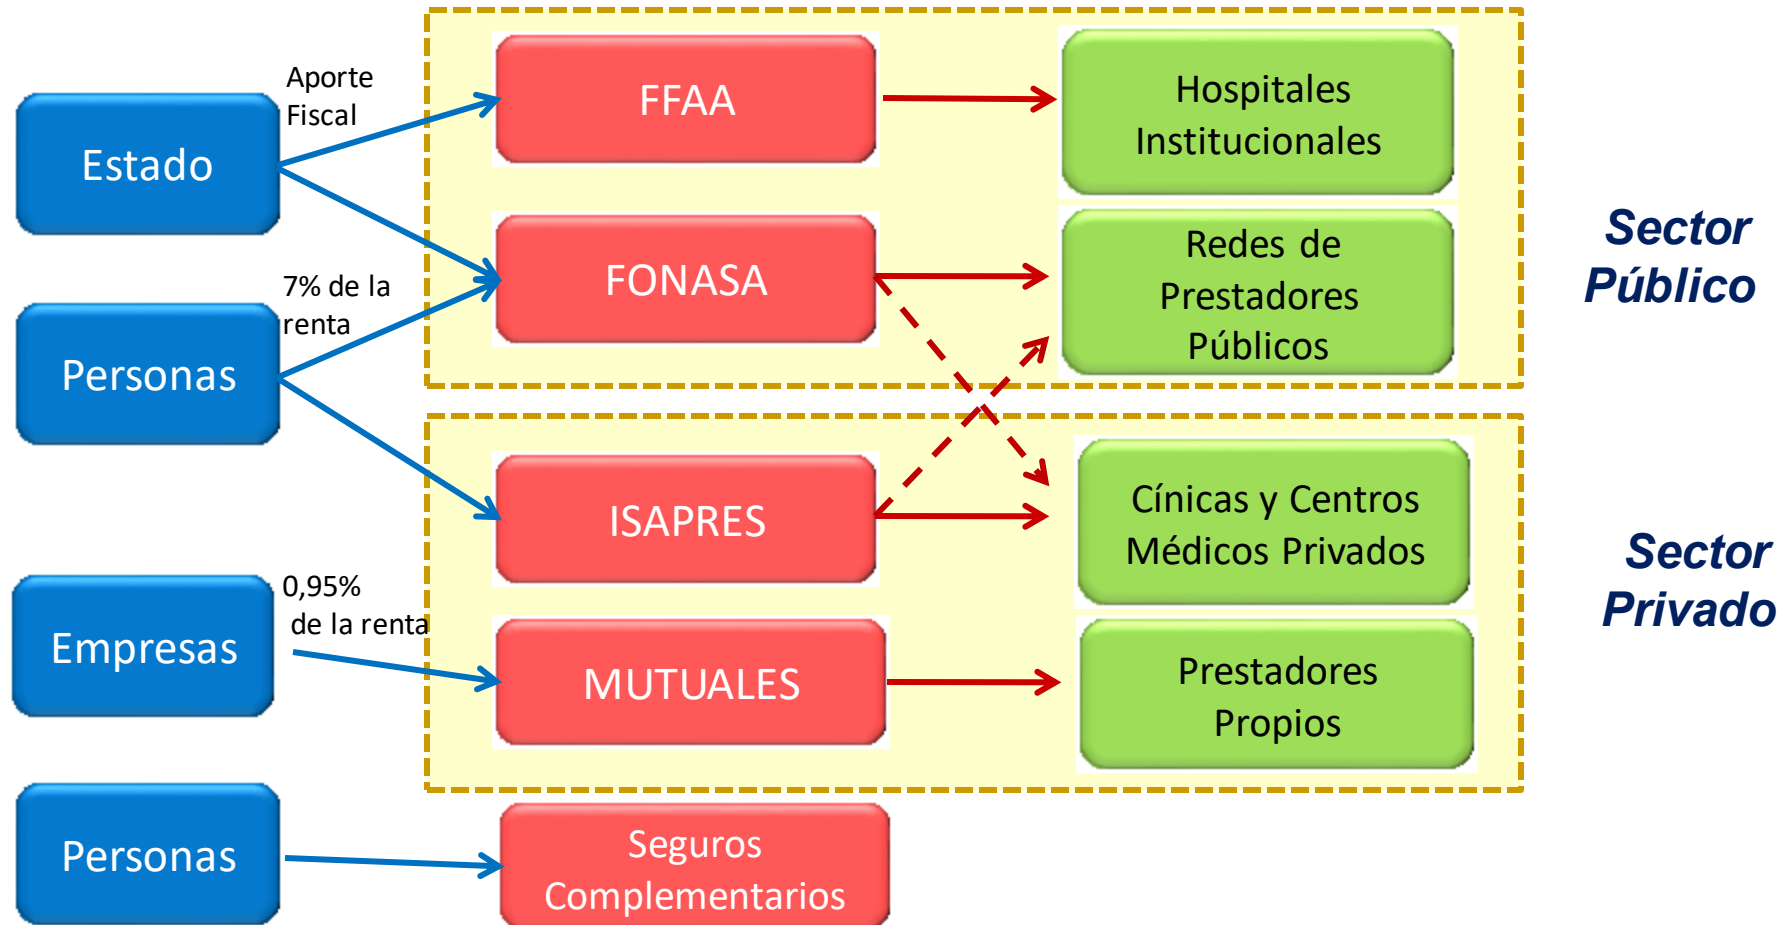 Aporte
Fiscal
Estado
FFAA
Hospitales
Institucionales
7% de la
renta
Personas
FONASA
Redes de
Prestadores
Públicos
Sector
Público
ISAPRES
Cínicas y Centros
Médicos Privados
0,95%
de la renta
Empresas
MUTUALES
Prestadores
Propios
Sector
Privado
Personas
Seguros
Complementarios